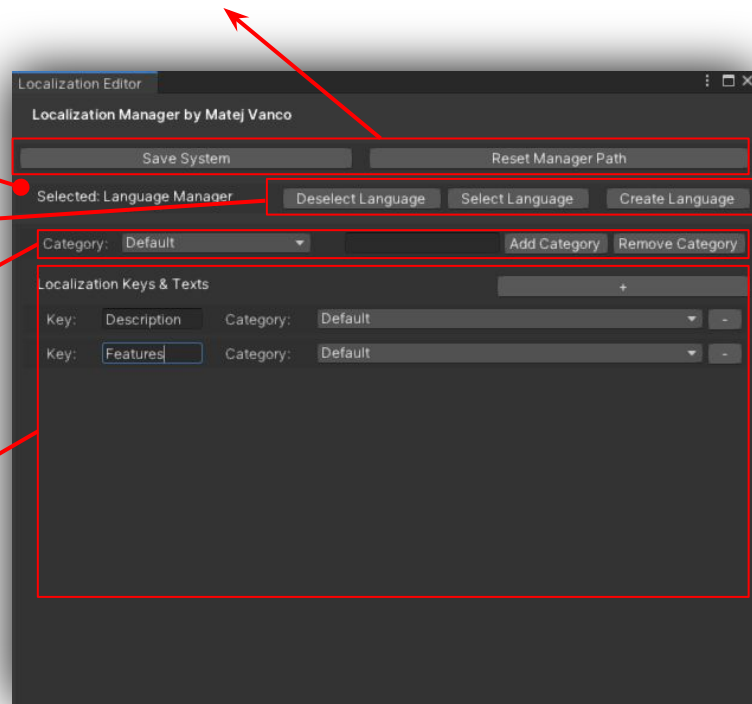 Localization Editor
Localization Manager by Matej Vanco
Save System Reset Manager Path
Selected: Language Manager Deselect Language Select Language Create Language
Category: Default Add Category Remove Category
Localization Keys & Texts +
Key: Description Category: Default -
Key: Features Category: Default -